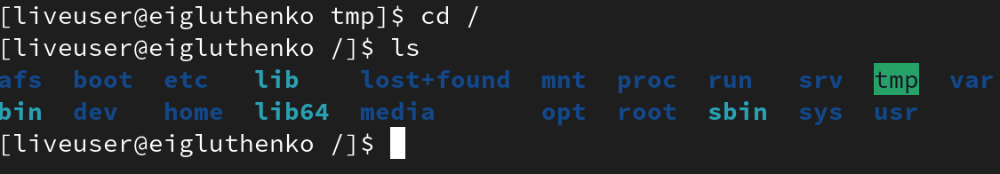 [liveuser@eigluthenko tmp]$ cd /
[liveuser@eigluthenko /]$ ls
afs  boot  etc   lib    lost+found  mnt  proc  run   srv  tmp  var
bin  dev   home  lib64  media       opt  root  sbin  sys  usr
[liveuser@eigluthenko /]$